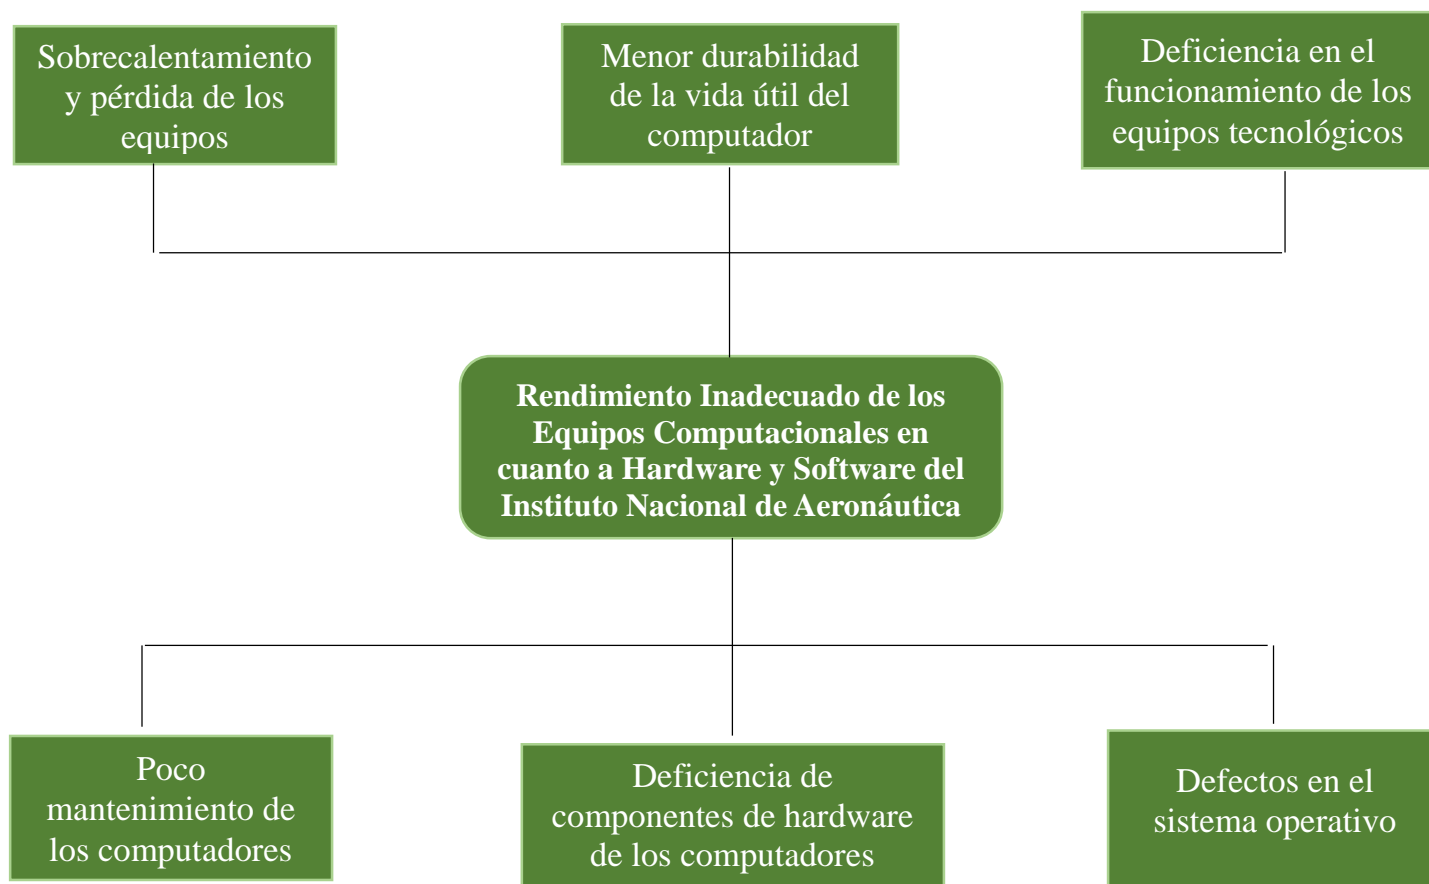 Sobrecalentamiento
y pérdida de los
equipos
Menor durabilidad
de la vida útil del
computador
Deficiencia en el
funcionamiento de los
equipos tecnológicos
Rendimiento Inadecuado de los
Equipos Computacionales en
cuanto a Hardware y Software del
Instituto Nacional de Aeronáutica
Poco
mantenimiento de
los computadores
Deficiencia de
componentes de hardware
de los computadores
Defectos en el
sistema operativo